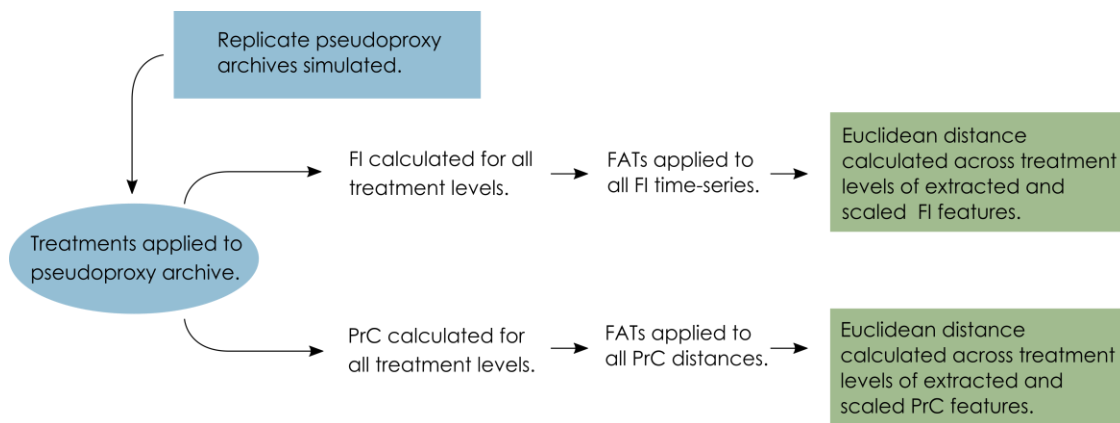 Replicate pseudoproxy
archives simulated.
FI calculated for all
treatment levels.
FATs applied to
all FI time-series.
Euclidean distance
calculated across treatment
levels of extracted and
scaled FI features.
Treatments applied to
pseudoproxy archive.
PrC calculated for
all treatment levels.
FATs applied to
all PrC distances.
Euclidean distance
calculated across treatment
levels of extracted and
scaled PrC features.